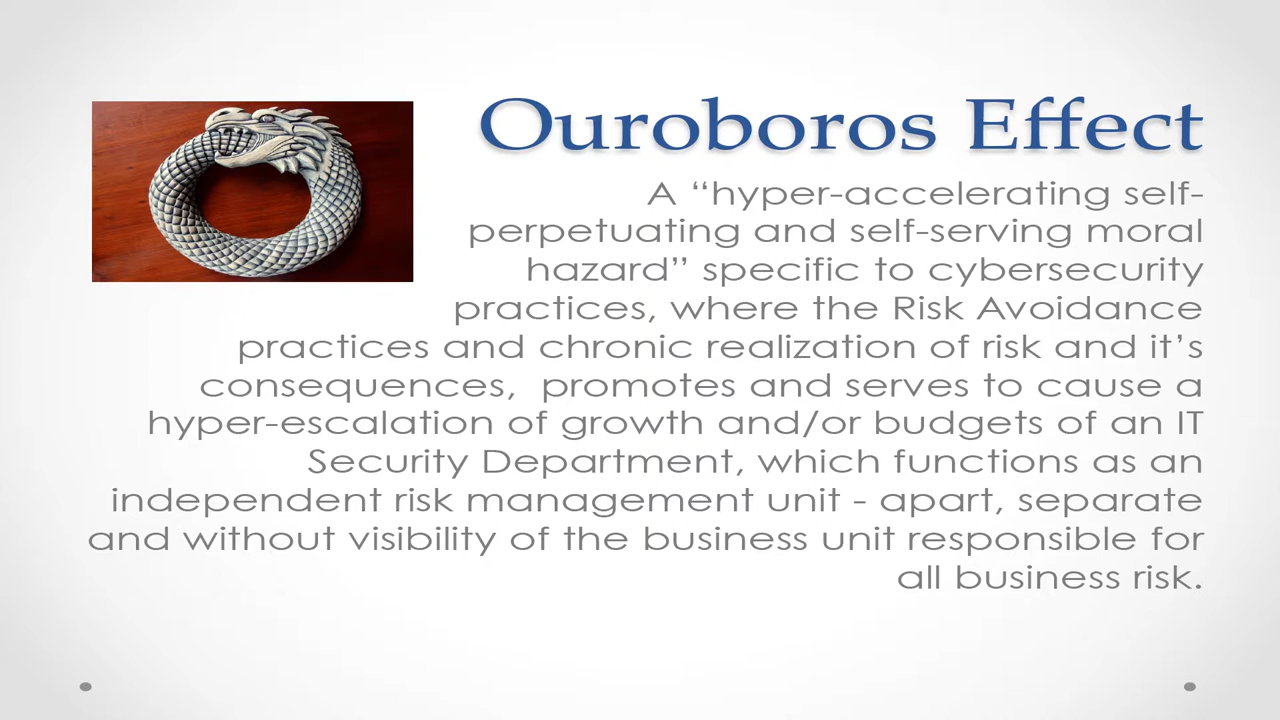 Ouroboros Effect
A “hyper-accelerating self-
perpetuating and self-serving moral
hazard” specific to cybersecurity
practices, where the Risk Avoidance
practices and chronic realization of risk and it’s
consequences,  promotes and serves to cause a
hyper-escalation of growth and/or budgets of an IT
Security Department, which functions as an
independent risk management unit - apart, separate
and without visibility of the business unit responsible for
all business risk.